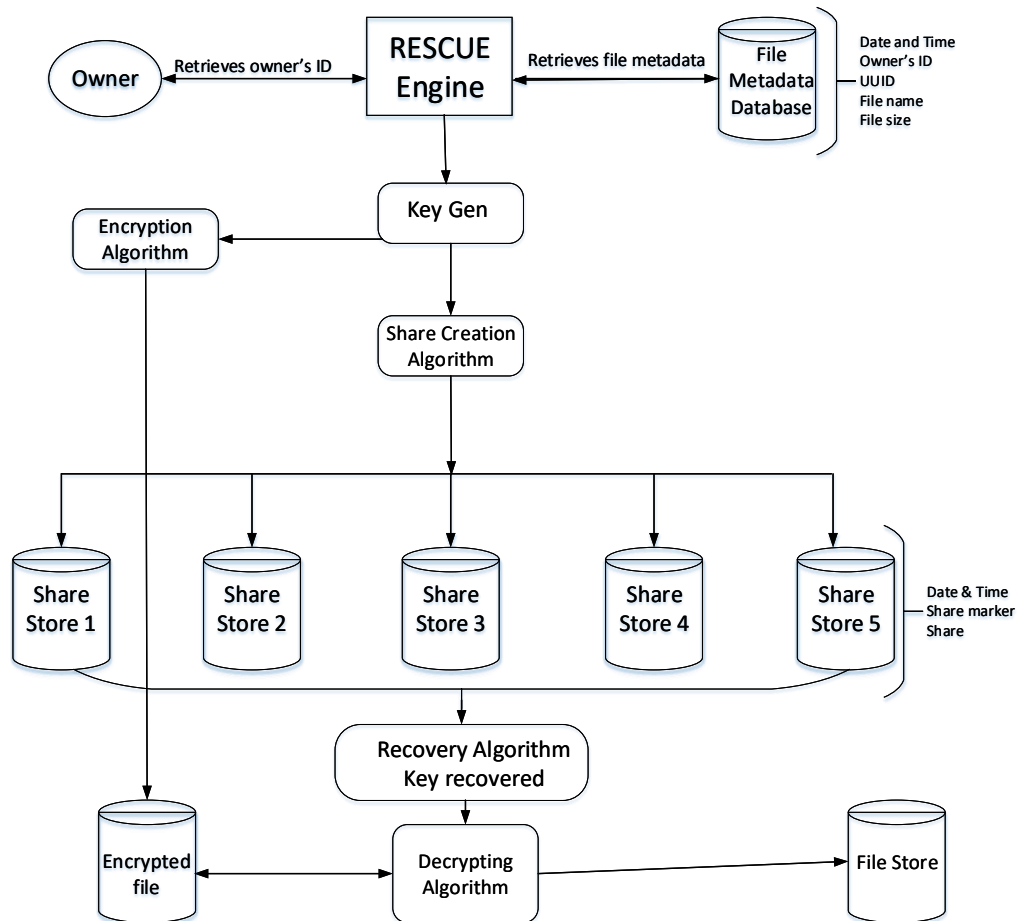 Owner
Retrieves owner's ID
RESCUE
Engine
Retrieves file metadata
File
Metadata
Database
Date and Time
Owner's ID
UUID
File name
File size
Key Gen
Encryption
Algorithm
Share Creation
Algorithm
Share
Store 1
Share
Store 2
Share
Store 3
Share
Store 4
Share
Store 5
Date & Time
Share marker
Share
Recovery Algorithm
Key recovered
Encrypted
file
Decrypting
Algorithm
File Store